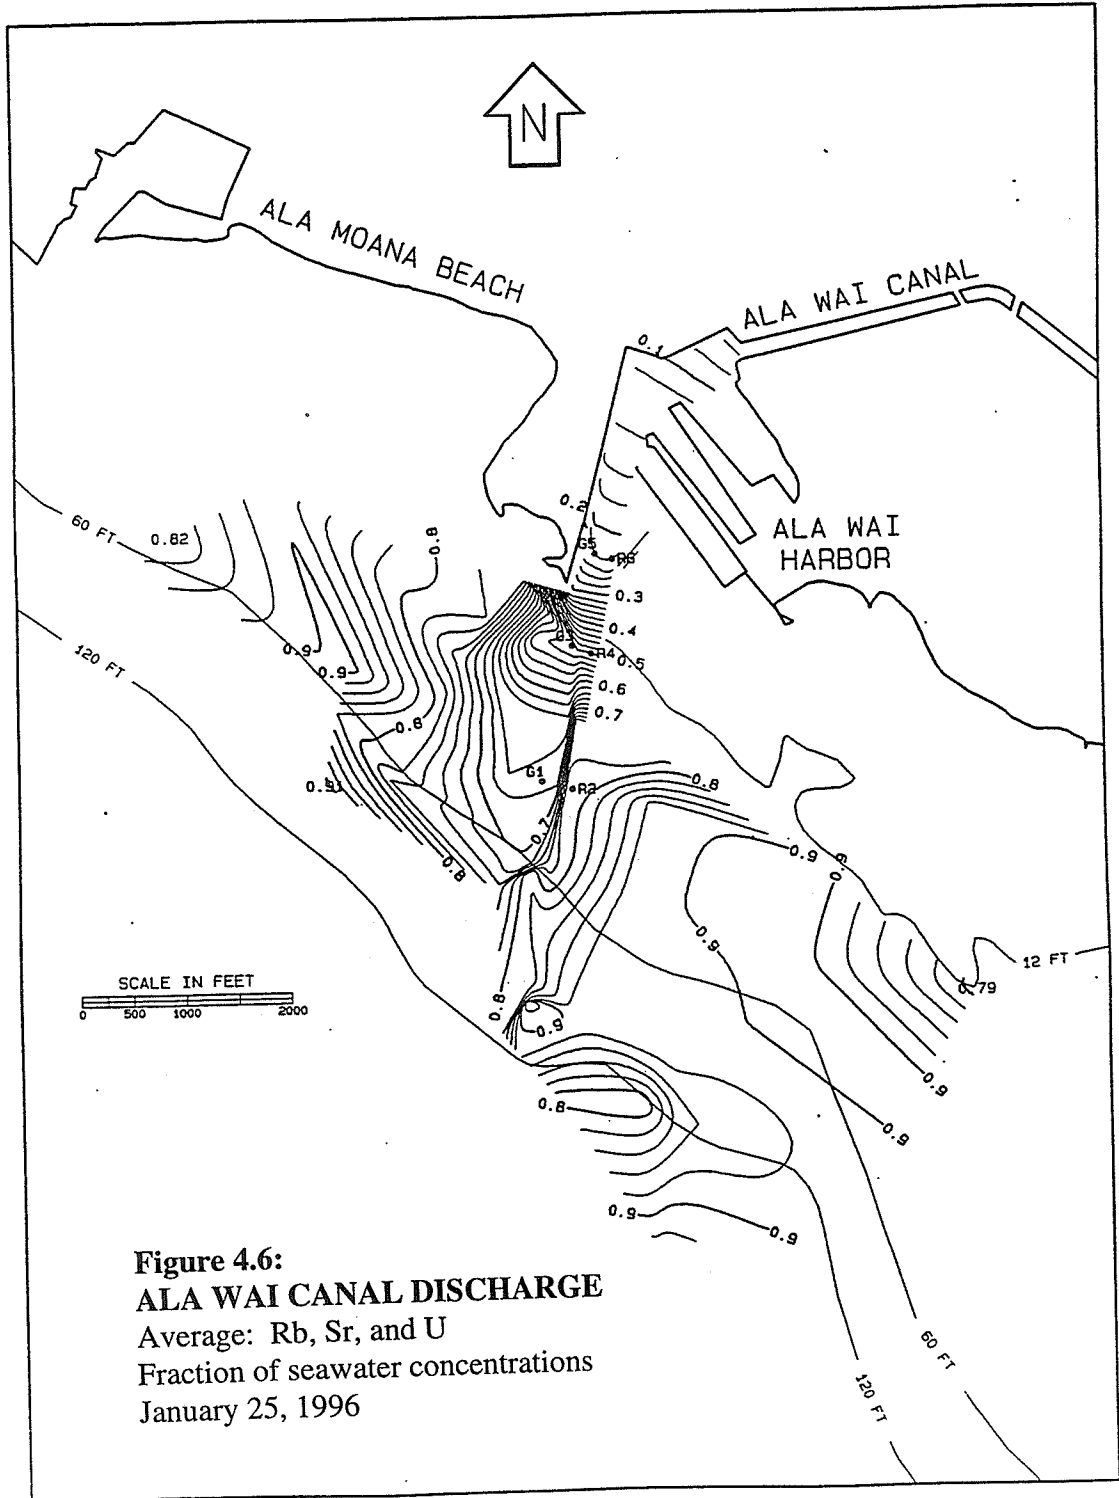 N
ALA MOANA BEACH
ALA WAI CANAL
0.1
0.2
60 FT
0.82
0.8
ALA WAI
HARBOR
G5
R6
0.3
0.4
G3
R4
0.5
0.9
0.9
120 FT
0.6
0.7
0.8
G1
R2
0.8
0.91
0.7
0.8
0.9
0.9
0.9
12 FT
SCALE IN FEET
0 500 1000 2000
0.79
0.8
0.9
0.9
0.8
0.9
0.9
0.9
Figure 4.6:
ALA WAI CANAL DISCHARGE
Average: Rb, Sr, and U
Fraction of seawater concentrations
January 25, 1996
60 FT
120 FT